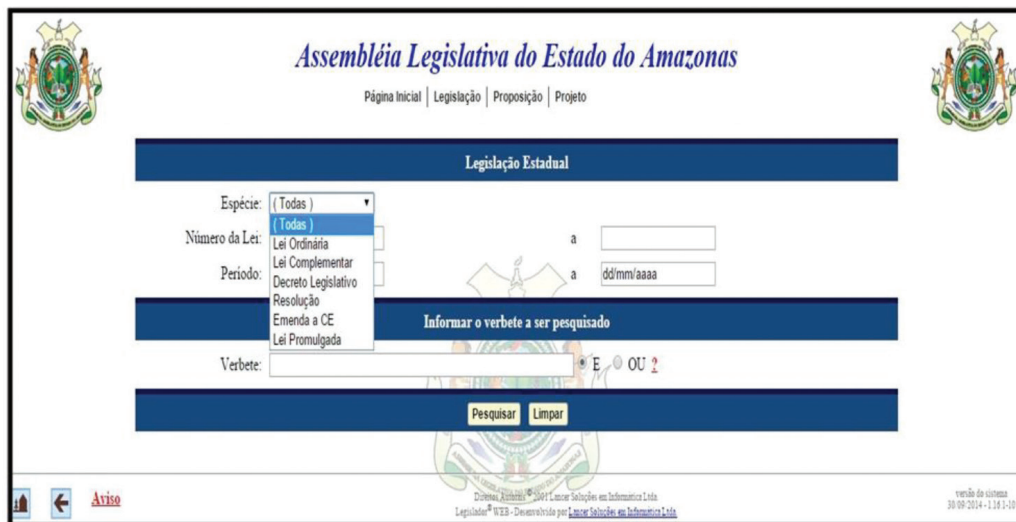 Assembléia Legislativa do Estado do Amazonas
Página Inicial | Legislação | Proposição | Projeto
Legislação Estadual
Espécie: ( Todas )
( Todas )
Número da Lei: a
Lei Ordinária
Lei Complementar
Período: a dd/mm/aaaa
Decreto Legislativo
Resolução
Emenda a CE
Lei Promulgada
Informar o verbete a ser pesquisado
Verbete: E OU ?
Pesquisar Limpar
Aviso
Direitos Autorais © 2001 Lancer Soluções em Informática Ltda.
Legislador® WEB - Desenvolvido por Lancer Soluções em Informática Ltda.
versão do sistema
30/09/2014 - 1.16.1-10